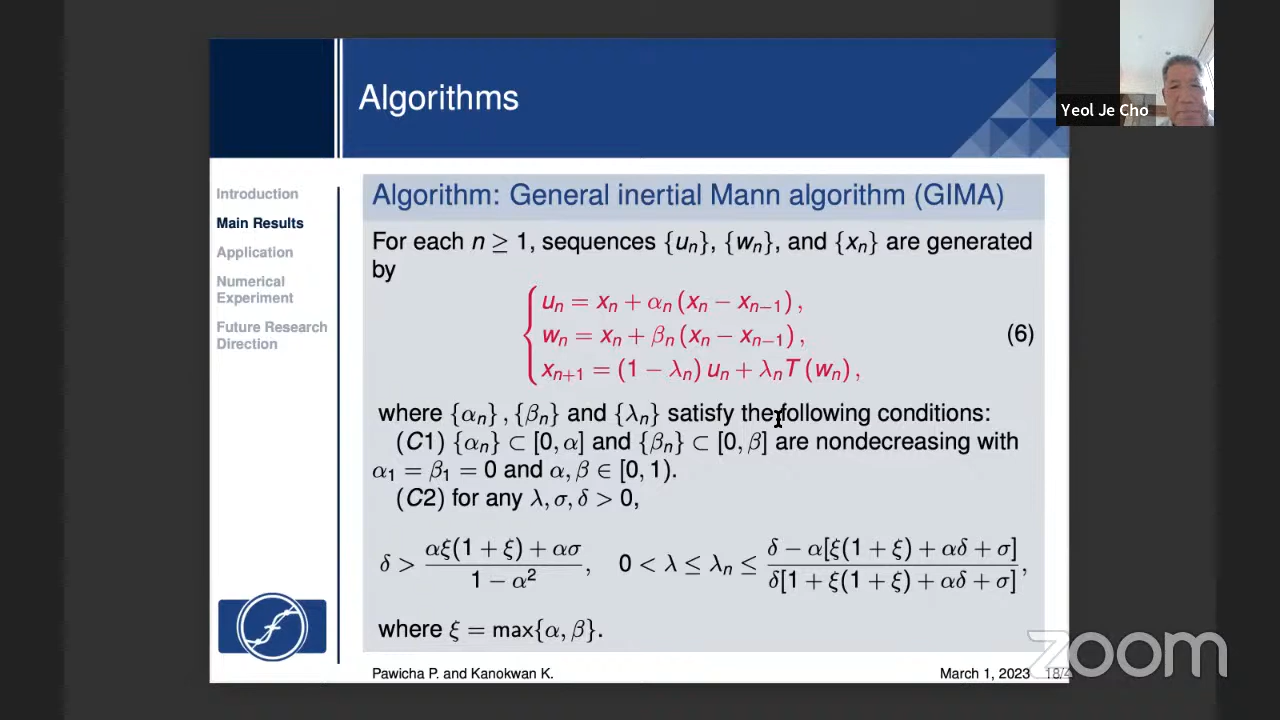 Algorithms
Yeol Je Cho
Introduction
Main Results
Application
Numerical
Experiment
Future Research
Direction
Algorithm: General inertial Mann algorithm (GIMA)
For each n ≥ 1, sequences {uₙ}, {wₙ}, and {xₙ} are generated
by
uₙ = xₙ + αₙ (xₙ − xₙ₋₁) ,
wₙ = xₙ + βₙ (xₙ − xₙ₋₁) ,
xₙ₊₁ = (1 − λₙ) uₙ + λₙT (wₙ) ,
(6)
where {αₙ} , {βₙ} and {λₙ} satisfy the following conditions:
(C1) {αₙ} ⊂ [0, α] and {βₙ} ⊂ [0, β] are nondecreasing with
α₁ = β₁ = 0 and α, β ∈ [0, 1).
(C2) for any λ, σ, δ > 0,
δ > (αξ(1 + ξ) + ασ) / (1 − α²), 0 < λ ≤ λₙ ≤ (δ − α[ξ(1 + ξ) + αδ + σ]) / (δ[1 + ξ(1 + ξ) + αδ + σ]),
where ξ = max{α, β}.
Pawicha P. and Kanokwan K.
March 1, 2023
18/4
zoom